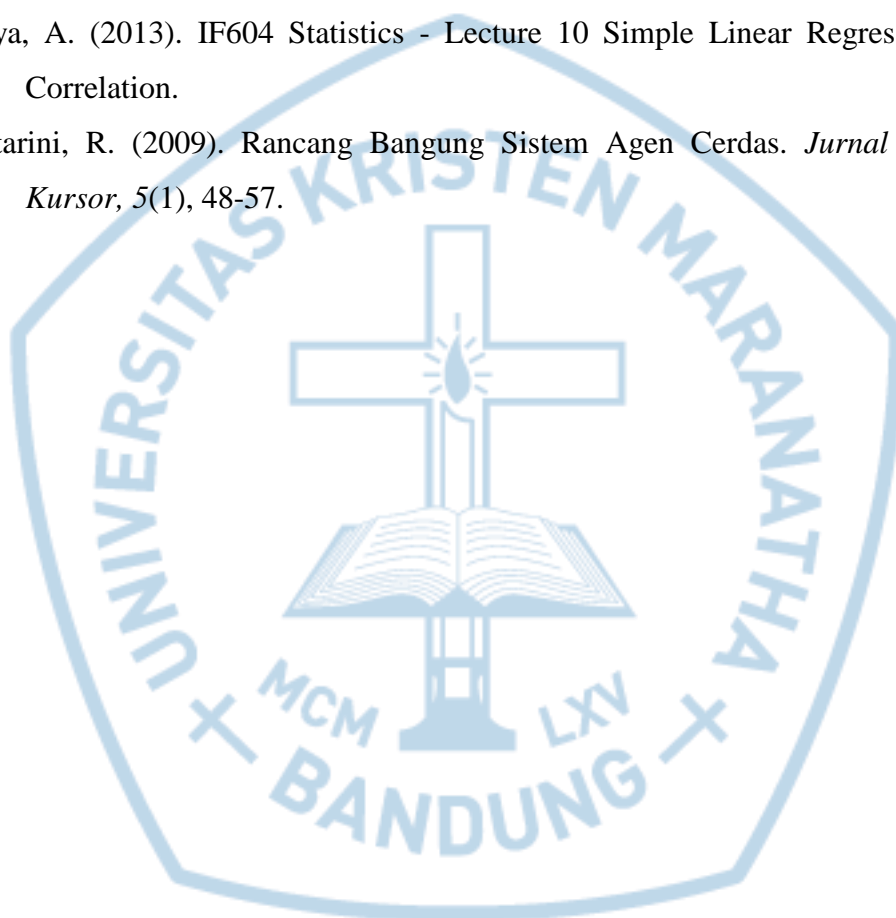 ya, A. (2013). IF604 Statistics - Lecture 10 Simple Linear Regres
Correlation.
tarini, R. (2009). Rancang Bangung Sistem Agen Cerdas. Jurnal
Kursor, 5(1), 48-57.
UNIVERSITAS KRISTEN MARANATHA
MCM LXV
BANDUNG